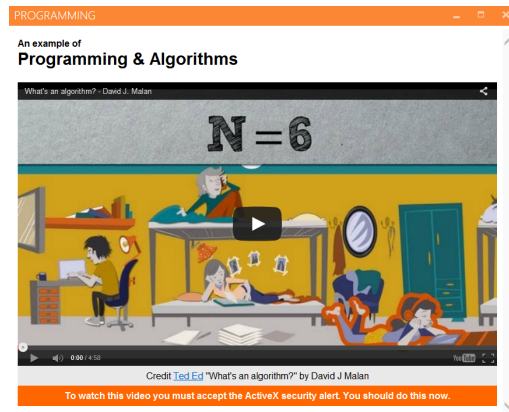 PROGRAMMING
An example of
Programming & Algorithms
What's an algorithm? - David J. Malan
N=6
0:00 / 4:58
YouTube
Credit Ted Ed "What's an algorithm?" by David J Malan
To watch this video you must accept the ActiveX security alert. You should do this now.